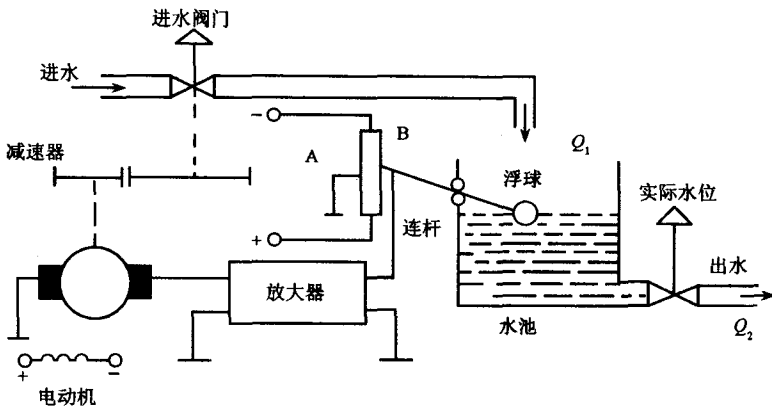 进水阀门
进水
−
B
Q₁
减速器
A
浮球
实际水位
+
连杆
出水
放大器
水池
Q₂
+
−
电动机